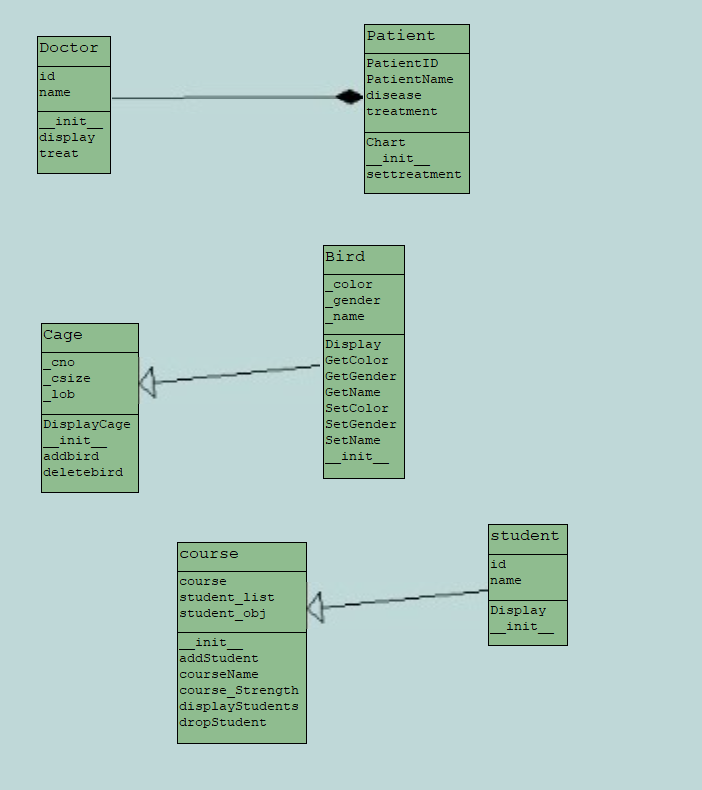 Doctor
id
name
__init__
display
treat
Patient
PatientID
PatientName
disease
treatment
Chart
__init__
settreatment
Bird
_color
_gender
_name
Display
GetColor
GetGender
GetName
SetColor
SetGender
SetName
__init__
Cage
_cno
_csize
_lob
DisplayCage
__init__
addbird
deletebird
course
course
student_list
student_obj
__init__
addStudent
courseName
course_Strength
displayStudents
dropStudent
student
id
name
Display
__init__